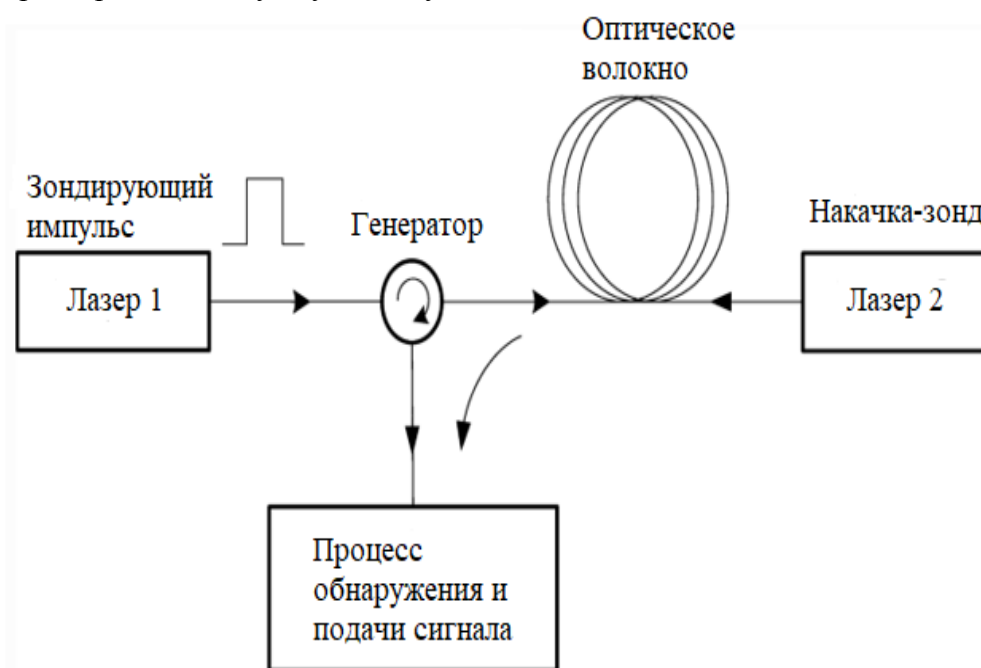 Оптическое
волокно
Зондирующий
импульс
Генератор
Накачка-зонд
Лазер 1
Лазер 2
Процесс
обнаружения и
подачи сигнала